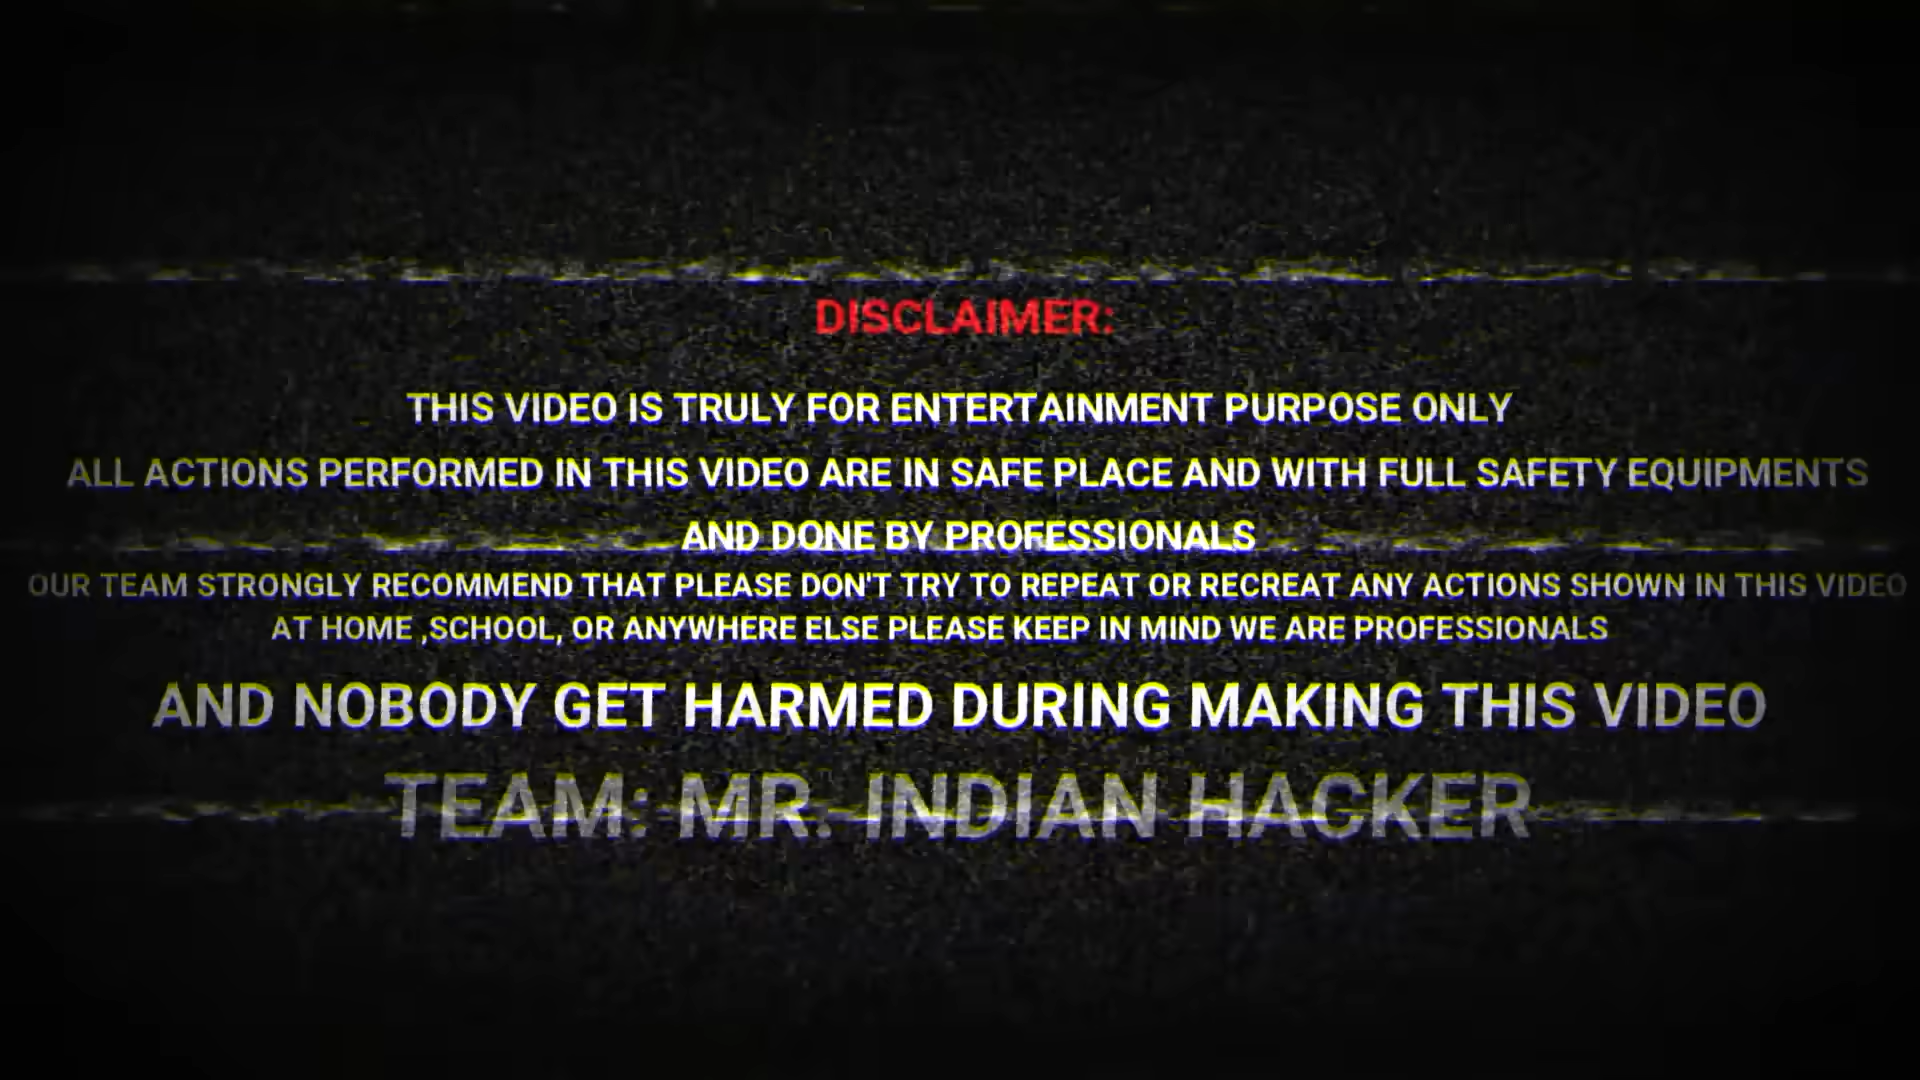 DISCLAIMER:
THIS VIDEO IS TRULY FOR ENTERTAINMENT PURPOSE ONLY
ALL ACTIONS PERFORMED IN THIS VIDEO ARE IN SAFE PLACE AND WITH FULL SAFETY EQUIPMENTS
AND DONE BY PROFESSIONALS
OUR TEAM STRONGLY RECOMMEND THAT PLEASE DON'T TRY TO REPEAT OR RECREAT ANY ACTIONS SHOWN IN THIS VIDEO
AT HOME ,SCHOOL, OR ANYWHERE ELSE PLEASE KEEP IN MIND WE ARE PROFESSIONALS
AND NOBODY GET HARMED DURING MAKING THIS VIDEO
TEAM: MR. INDIAN HACKER